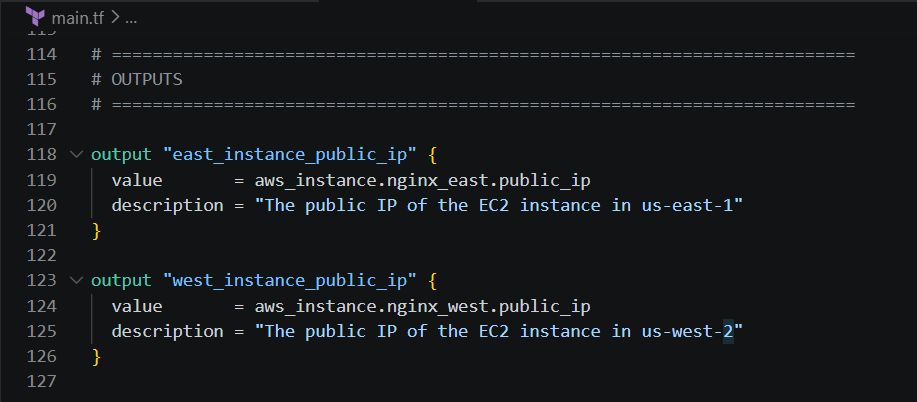 main.tf > ...
114 # =========================================================================
115 # OUTPUTS
116 # =========================================================================
117
118 output "east_instance_public_ip" {
119   value       = aws_instance.nginx_east.public_ip
120   description = "The public IP of the EC2 instance in us-east-1"
121 }
122
123 output "west_instance_public_ip" {
124   value       = aws_instance.nginx_west.public_ip
125   description = "The public IP of the EC2 instance in us-west-2"
126 }
127